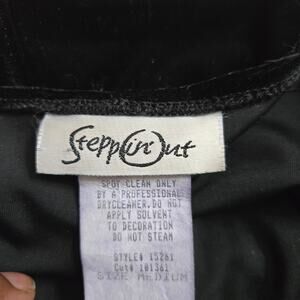 Steppin' Out
SPOT CLEAN ONLY
BY A PROFESSIONAL
DRYCLEANER.DO NOT
APPLY SOLVENT
TO DECORATION
DO NOT STEAM
STYLE# 15261
Cut# 101361
SIZE MEDIUM